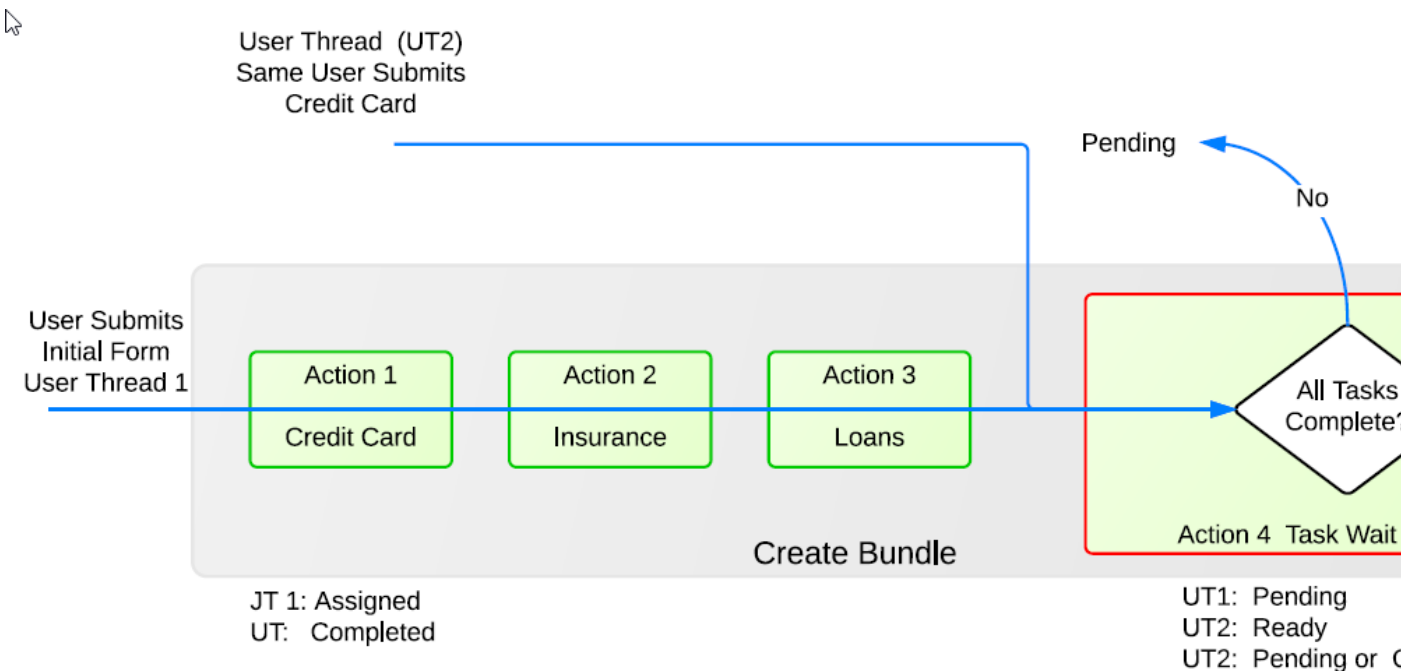 User Thread (UT2)
Same User Submits
Credit Card
Pending
No
User Submits
Initial Form
User Thread 1
Action 1
Credit Card
Action 2
Insurance
Action 3
Loans
All Tasks
Complete?
Action 4 Task Wait
Create Bundle
JT 1: Assigned
UT: Completed
UT1: Pending
UT2: Ready
UT2: Pending or